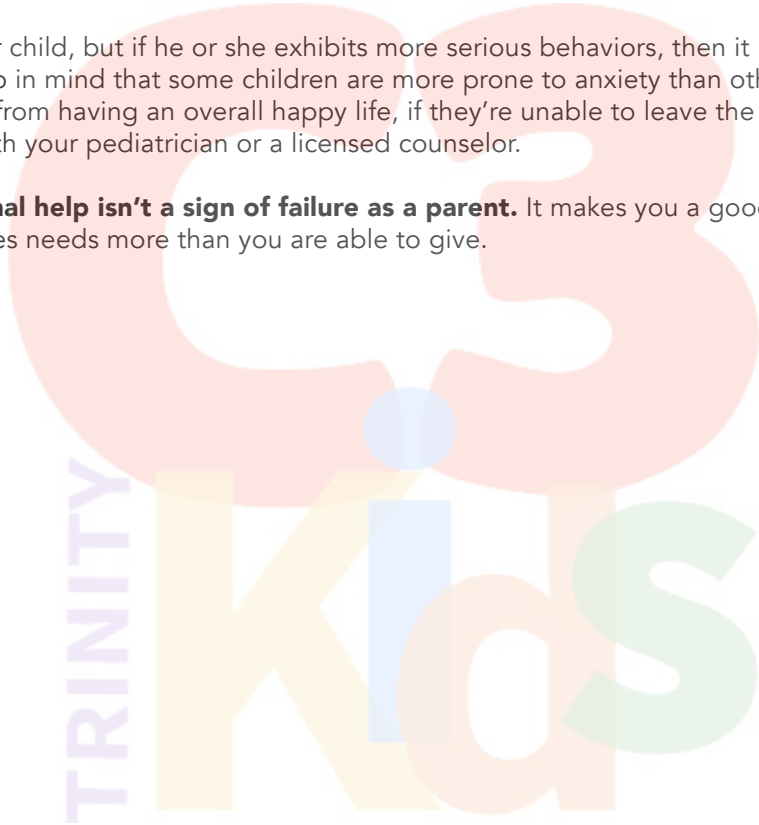 r child, but if he or she exhibits more serious behaviors, then it
p in mind that some children are more prone to anxiety than oth
from having an overall happy life, if they're unable to leave the
th your pediatrician or a licensed counselor.
nal help isn't a sign of failure as a parent. It makes you a good
es needs more than you are able to give.
C3
Kids
TRINITY